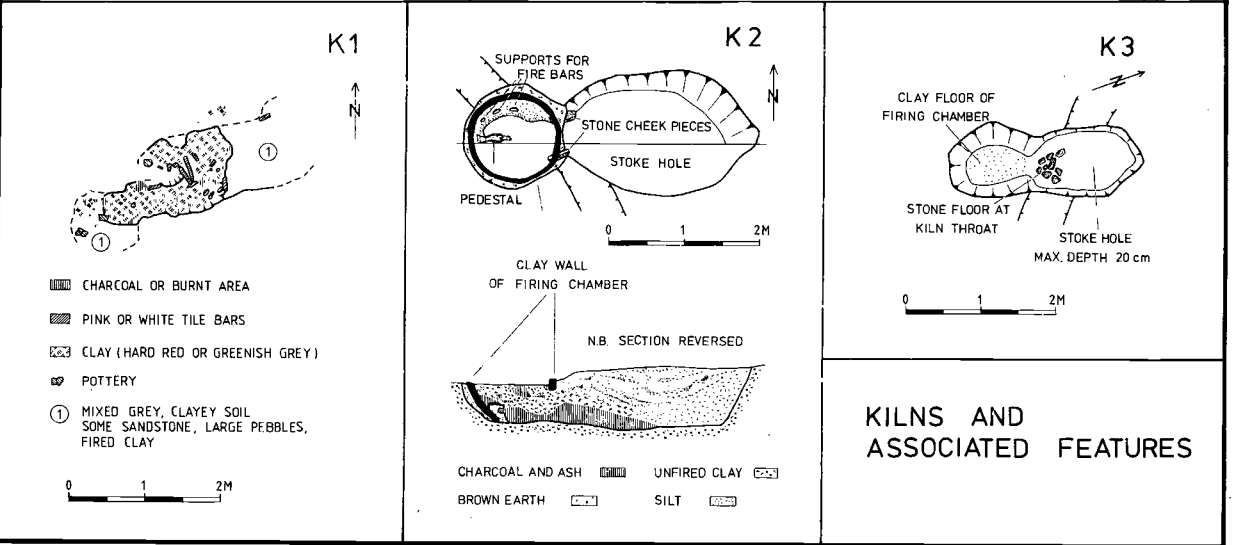 K1
N
1
1
CHARCOAL OR BURNT AREA
PINK OR WHITE TILE BARS
CLAY (HARD RED OR GREENISH GREY)
POTTERY
1 MIXED GREY, CLAYEY SOIL
SOME SANDSTONE, LARGE PEBBLES,
FIRED CLAY
0 1 2M
K2
SUPPORTS FOR
FIRE BARS
N
STONE CHEEK PIECES
STOKE HOLE
PEDESTAL
0 1 2M
CLAY WALL
OF FIRING CHAMBER
N.B. SECTION REVERSED
CHARCOAL AND ASH UNFIRED CLAY
BROWN EARTH SILT
K3
N
CLAY FLOOR OF
FIRING CHAMBER
STONE FLOOR AT
KILN THROAT
STOKE HOLE
MAX. DEPTH 20 cm
0 1 2M
KILNS AND
ASSOCIATED FEATURES